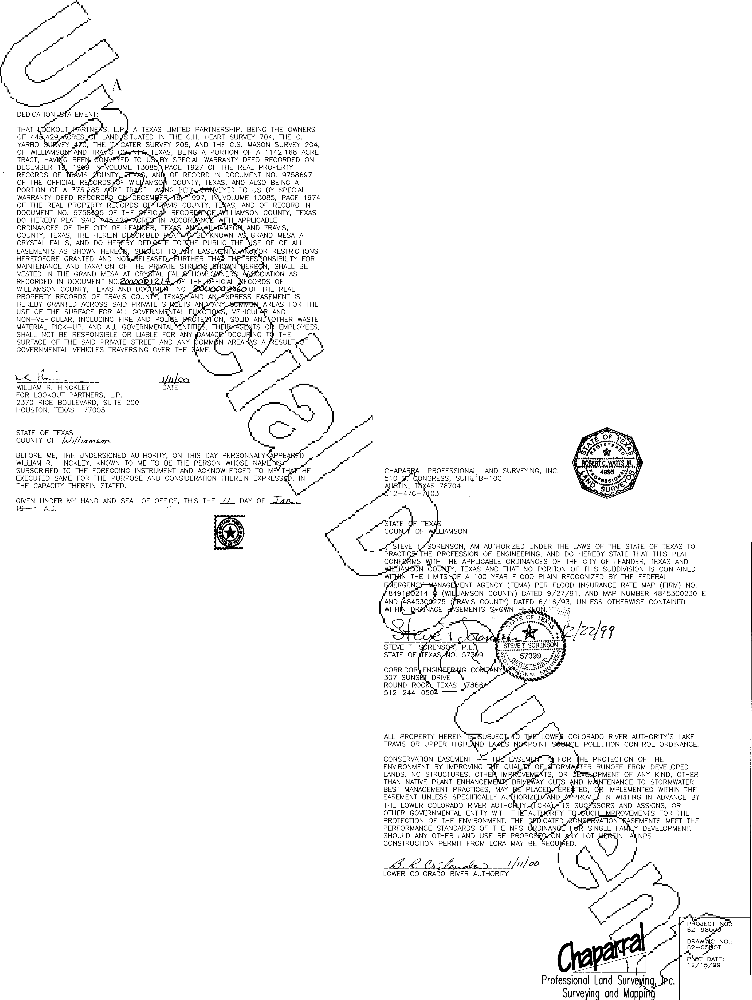 A
DEDICATION STATEMENT:
THAT LOOKOUT PARTNERS, L.P., A TEXAS LIMITED PARTNERSHIP, BEING THE OWNERS
OF 445.429 ACRES OF LAND SITUATED IN THE C.H. HEART SURVEY 704, THE C.
YARBO SURVEY 420, THE T. CATER SURVEY 206, AND THE C.S. MASON SURVEY 204,
OF WILLIAMSON AND TRAVIS COUNTY, TEXAS, BEING A PORTION OF A 1142.168 ACRE
TRACT, HAVING BEEN CONVEYED TO US BY SPECIAL WARRANTY DEED RECORDED ON
DECEMBER 19, 1989 IN VOLUME 13085, PAGE 1927 OF THE REAL PROPERTY
RECORDS OF TRAVIS COUNTY, TEXAS, AND OF RECORD IN DOCUMENT NO. 9758697
OF THE OFFICIAL RECORDS OF WILLIAMSON COUNTY, TEXAS, AND ALSO BEING A
PORTION OF A 375.785 ACRE TRACT HAVING BEEN CONVEYED TO US BY SPECIAL
WARRANTY DEED RECORDED ON DECEMBER 19, 1997, IN VOLUME 13085, PAGE 1974
OF THE REAL PROPERTY RECORDS OF TRAVIS COUNTY, TEXAS, AND OF RECORD IN
DOCUMENT NO. 9758695 OF THE OFFICIAL RECORDS OF WILLIAMSON COUNTY, TEXAS
DO HEREBY PLAT SAID 445.429 ACRES IN ACCORDANCE WITH APPLICABLE
ORDINANCES OF THE CITY OF LEANDER, TEXAS AND WILLIAMSON AND TRAVIS,
COUNTY, TEXAS, THE HEREIN DESCRIBED PLAT TO BE KNOWN AS GRAND MESA AT
CRYSTAL FALLS, AND DO HEREBY DEDICATE TO THE PUBLIC THE USE OF OF ALL
EASEMENTS AS SHOWN HEREON, SUBJECT TO ANY EASEMENTS AND/OR RESTRICTIONS
HERETOFORE GRANTED AND NOT RELEASED, FURTHER THAT THE RESPONSIBILITY FOR
MAINTENANCE AND TAXATION OF THE PRIVATE STREETS SHOWN HEREON, SHALL BE
VESTED IN THE GRAND MESA AT CRYSTAL FALLS HOMEOWNERS ASSOCIATION AS
RECORDED IN DOCUMENT NO. 2000001214 OF THE OFFICIAL RECORDS OF
WILLIAMSON COUNTY, TEXAS AND DOCUMENT NO. 2000002360 OF THE REAL
PROPERTY RECORDS OF TRAVIS COUNTY, TEXAS, AND AN EXPRESS EASEMENT IS
HEREBY GRANTED ACROSS SAID PRIVATE STREETS AND ANY COMMON AREAS FOR THE
USE OF THE SURFACE FOR ALL GOVERNMENTAL FUNCTIONS, VEHICULAR AND
NON-VEHICULAR, INCLUDING FIRE AND POLICE PROTECTION, SOLID AND OTHER WASTE
MATERIAL PICK-UP, AND ALL GOVERNMENTAL ENTITIES, THEIR AGENTS OR EMPLOYEES,
SHALL NOT BE RESPONSIBLE OR LIABLE FOR ANY DAMAGE OCCURING TO THE
SURFACE OF THE SAID PRIVATE STREET AND ANY COMMON AREA AS A RESULT OF
GOVERNMENTAL VEHICLES TRAVERSING OVER THE SAME.
1/11/00
WILLIAM R. HINCKLEY DATE
FOR LOOKOUT PARTNERS, L.P.
2370 RICE BOULEVARD, SUITE 200
HOUSTON, TEXAS 77005
STATE OF TEXAS
COUNTY OF Williamson
BEFORE ME, THE UNDERSIGNED AUTHORITY, ON THIS DAY PERSONNALY APPEARED
WILLIAM R. HINCKLEY, KNOWN TO ME TO BE THE PERSON WHOSE NAME IS
SUBSCRIBED TO THE FOREGOING INSTRUMENT AND ACKNOWLEDGED TO ME THAT HE
EXECUTED SAME FOR THE PURPOSE AND CONSIDERATION THEREIN EXPRESSED, IN
THE CAPACITY THEREIN STATED.
GIVEN UNDER MY HAND AND SEAL OF OFFICE, THIS THE 11 DAY OF Jan.,
19 A.D.
NOTARY PUBLIC
STATE OF TEXAS
STATE OF TEXAS
REGISTERED
ROBERT C. WATTS JR.
4995
PROFESSIONAL
LAND SURVEYOR
CHAPARRAL PROFESSIONAL LAND SURVEYING, INC.
510 S. CONGRESS, SUITE B-100
AUSTIN, TEXAS 78704
512-476-7103
STATE OF TEXAS
COUNTY OF WILLIAMSON
I, STEVE T. SORENSON, AM AUTHORIZED UNDER THE LAWS OF THE STATE OF TEXAS TO
PRACTICE THE PROFESSION OF ENGINEERING, AND DO HEREBY STATE THAT THIS PLAT
CONFORMS WITH THE APPLICABLE ORDINANCES OF THE CITY OF LEANDER, TEXAS AND
WILLIAMSON COUNTY, TEXAS AND THAT NO PORTION OF THIS SUBDIVISION IS CONTAINED
WITHIN THE LIMITS OF A 100 YEAR FLOOD PLAIN RECOGNIZED BY THE FEDERAL
EMERGENCY MANAGEMENT AGENCY (FEMA) PER FLOOD INSURANCE RATE MAP (FIRM) NO.
48491C0214 C (WILLIAMSON COUNTY) DATED 9/27/91, AND MAP NUMBER 48453C0230 E
AND 48453C0275 (TRAVIS COUNTY) DATED 6/16/93, UNLESS OTHERWISE CONTAINED
WITHIN DRAINAGE EASEMENTS SHOWN HEREON.
Steve T Sorenson 12/22/99
STEVE T. SORENSON, P.E.
STATE OF TEXAS NO. 57399
STATE OF TEXAS
STEVE T. SORENSON
57399
REGISTERED
PROFESSIONAL ENGINEER
CORRIDOR ENGINEERING COMPANY
307 SUNSET DRIVE
ROUND ROCK, TEXAS 78664
512-244-0504
ALL PROPERTY HEREIN IS SUBJECT TO THE LOWER COLORADO RIVER AUTHORITY'S LAKE
TRAVIS OR UPPER HIGHLAND LAKES NONPOINT SOURCE POLLUTION CONTROL ORDINANCE.
CONSERVATION EASEMENT -- THE EASEMENT IS FOR THE PROTECTION OF THE
ENVIRONMENT BY IMPROVING THE QUALITY OF STORMWATER RUNOFF FROM DEVELOPED
LANDS. NO STRUCTURES, OTHER IMPROVEMENTS, OR DEVELOPMENT OF ANY KIND, OTHER
THAN NATIVE PLANT ENHANCEMENT, DRIVEWAY CUTS AND MAINTENANCE TO STORMWATER
BEST MANAGEMENT PRACTICES, MAY BE PLACED, ERECTED, OR IMPLEMENTED WITHIN THE
EASEMENT UNLESS SPECIFICALLY AUTHORIZED AND APPROVED IN WRITING IN ADVANCE BY
THE LOWER COLORADO RIVER AUTHORITY (LCRA), ITS SUCESSORS AND ASSIGNS, OR
OTHER GOVERNMENTAL ENTITY WITH THE AUTHORITY TO SUCH IMPROVEMENTS FOR THE
PROTECTION OF THE ENVIRONMENT. THE DEDICATED CONSERVATION EASEMENTS MEET THE
PERFORMANCE STANDARDS OF THE NPS ORDINANCE FOR SINGLE FAMILY DEVELOPMENT.
SHOULD ANY OTHER LAND USE BE PROPOSED ON ANY LOT HEREIN, A NPS
CONSTRUCTION PERMIT FROM LCRA MAY BE REQUIRED.
B. R. Critendon 1/11/00
LOWER COLORADO RIVER AUTHORITY
Chaparral
Professional Land Surveying, Inc.
Surveying and Mapping
PROJECT NO.:
62-98006
DRAWING NO.:
62-05NOT
PLOT DATE:
12/15/99
Unofficial Document